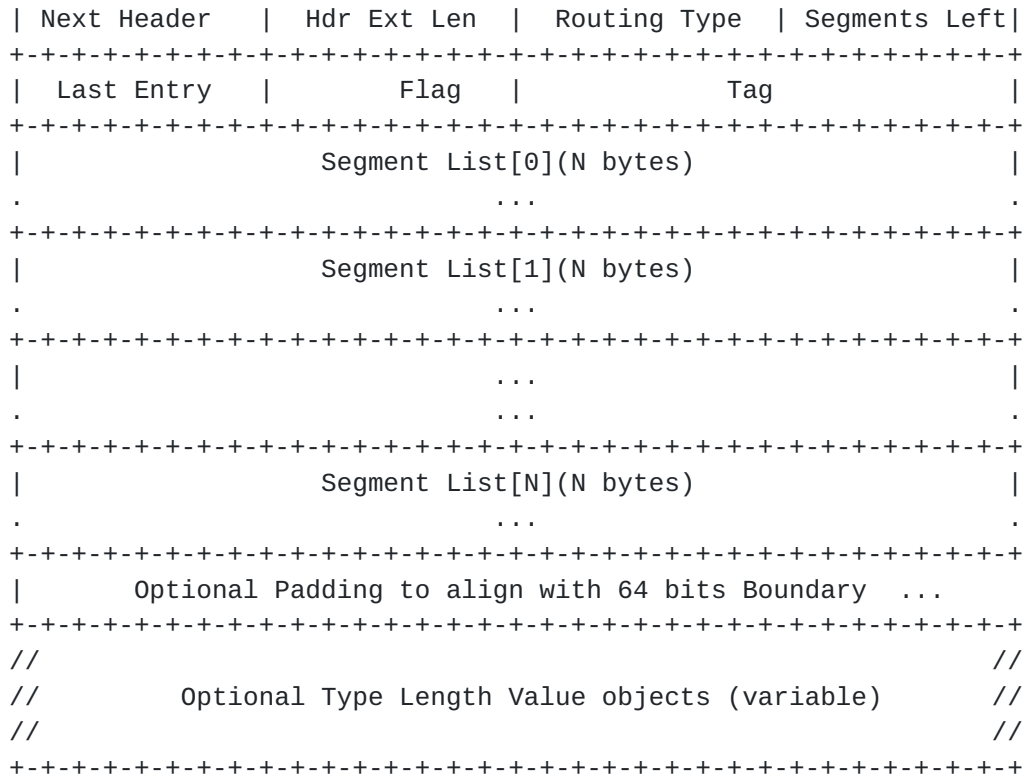 | Next Header   |  Hdr Ext Len  |  Routing Type  | Segments Left|
+-+-+-+-+-+-+-+-+-+-+-+-+-+-+-+-+-+-+-+-+-+-+-+-+-+-+-+-+-+-+-+-+
|  Last Entry   |        Flag   |             Tag               |
+-+-+-+-+-+-+-+-+-+-+-+-+-+-+-+-+-+-+-+-+-+-+-+-+-+-+-+-+-+-+-+-+
|                   Segment List[0](N bytes)                    |
.                              ...                              .
+-+-+-+-+-+-+-+-+-+-+-+-+-+-+-+-+-+-+-+-+-+-+-+-+-+-+-+-+-+-+-+-+
|                   Segment List[1](N bytes)                    |
.                              ...                              .
+-+-+-+-+-+-+-+-+-+-+-+-+-+-+-+-+-+-+-+-+-+-+-+-+-+-+-+-+-+-+-+-+
|                              ...                              |
.                              ...                              .
+-+-+-+-+-+-+-+-+-+-+-+-+-+-+-+-+-+-+-+-+-+-+-+-+-+-+-+-+-+-+-+-+
|                   Segment List[N](N bytes)                    |
.                              ...                              .
+-+-+-+-+-+-+-+-+-+-+-+-+-+-+-+-+-+-+-+-+-+-+-+-+-+-+-+-+-+-+-+-+
|       Optional Padding to align with 64 bits Boundary  ...
+-+-+-+-+-+-+-+-+-+-+-+-+-+-+-+-+-+-+-+-+-+-+-+-+-+-+-+-+-+-+-+-+
//                                                             //
//         Optional Type Length Value objects (variable)       //
//                                                             //
+-+-+-+-+-+-+-+-+-+-+-+-+-+-+-+-+-+-+-+-+-+-+-+-+-+-+-+-+-+-+-+-+